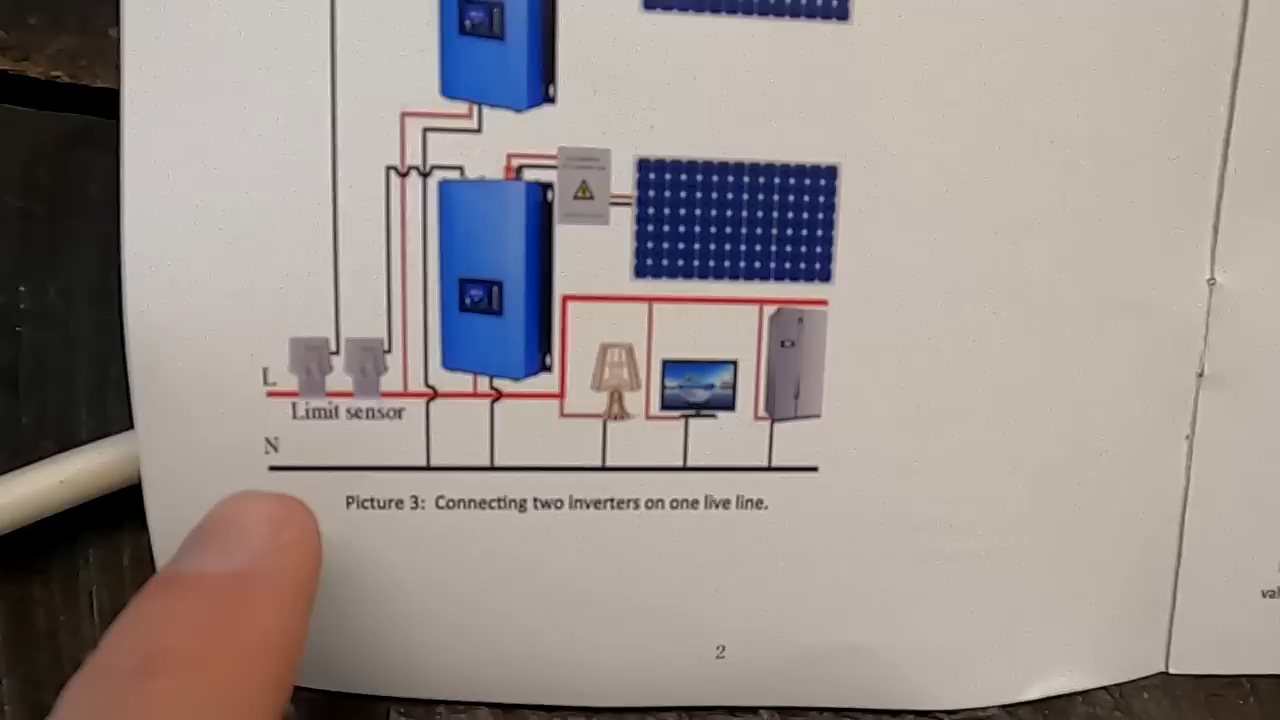 L
Limit sensor
N
Picture 3: Connecting two inverters on one live line.
2